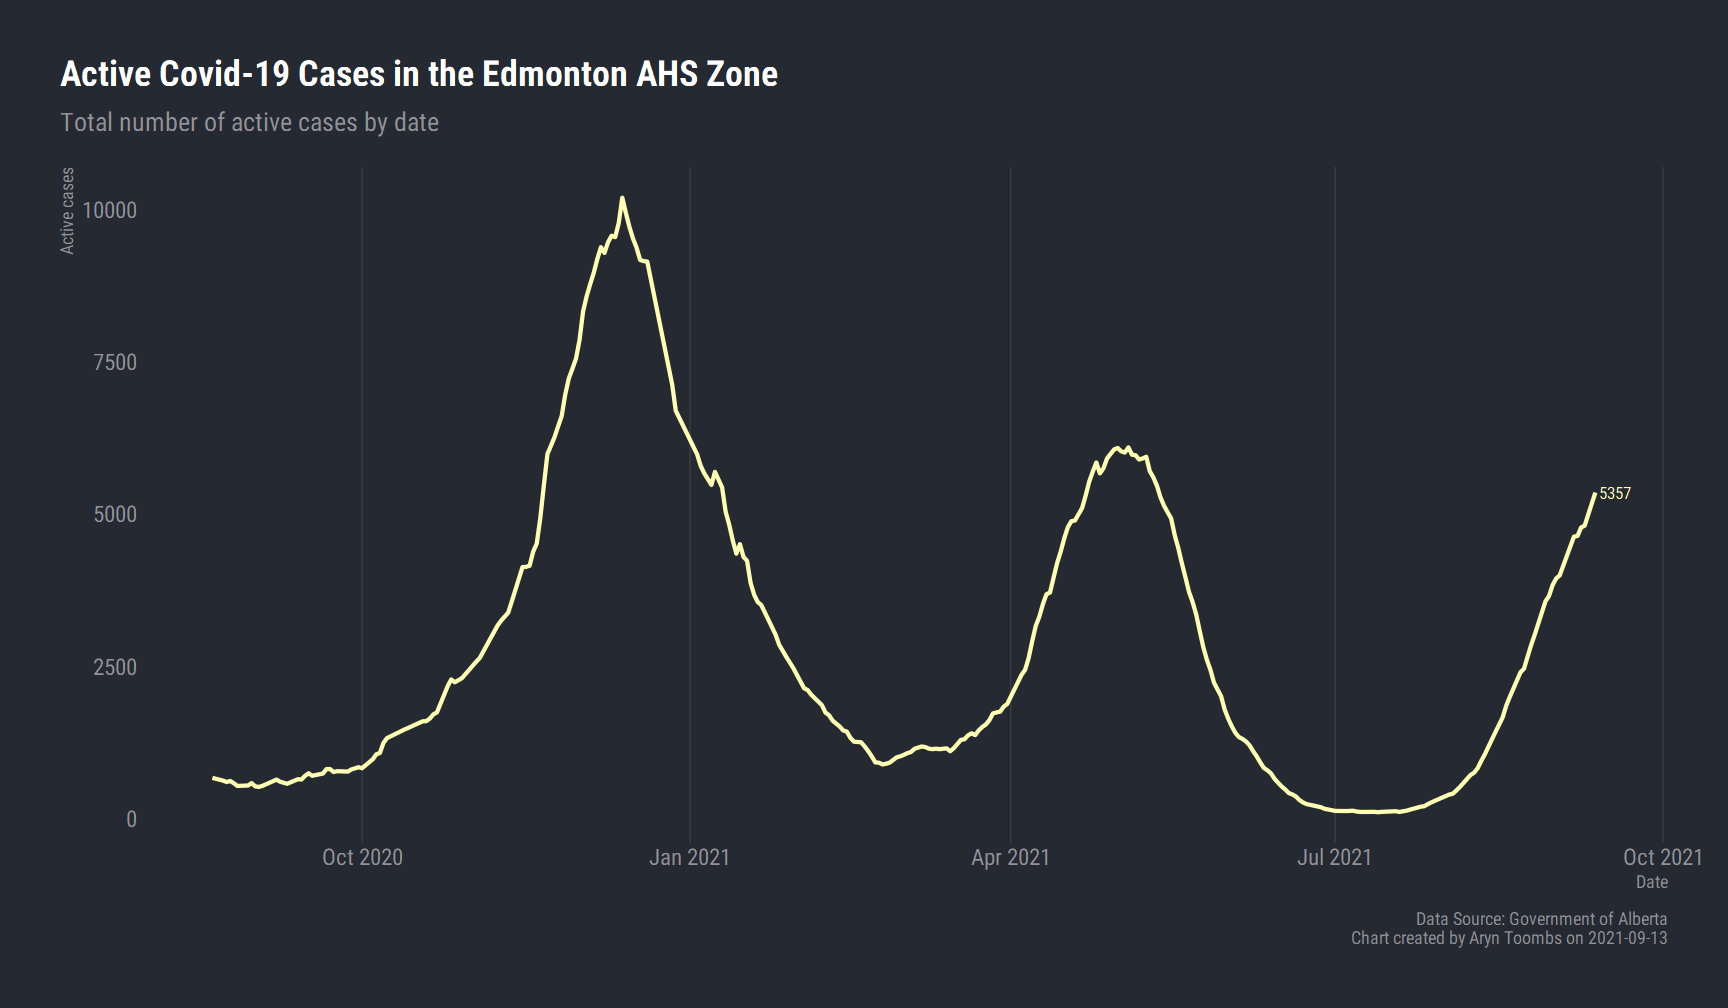 Active Covid-19 Cases in the Edmonton AHS Zone
Total number of active cases by date
Active cases
10000
7500
5000
2500
0
5357
Oct 2020
Jan 2021
Apr 2021
Jul 2021
Oct 2021
Date
Data Source: Government of Alberta
Chart created by Aryn Toombs on 2021-09-13